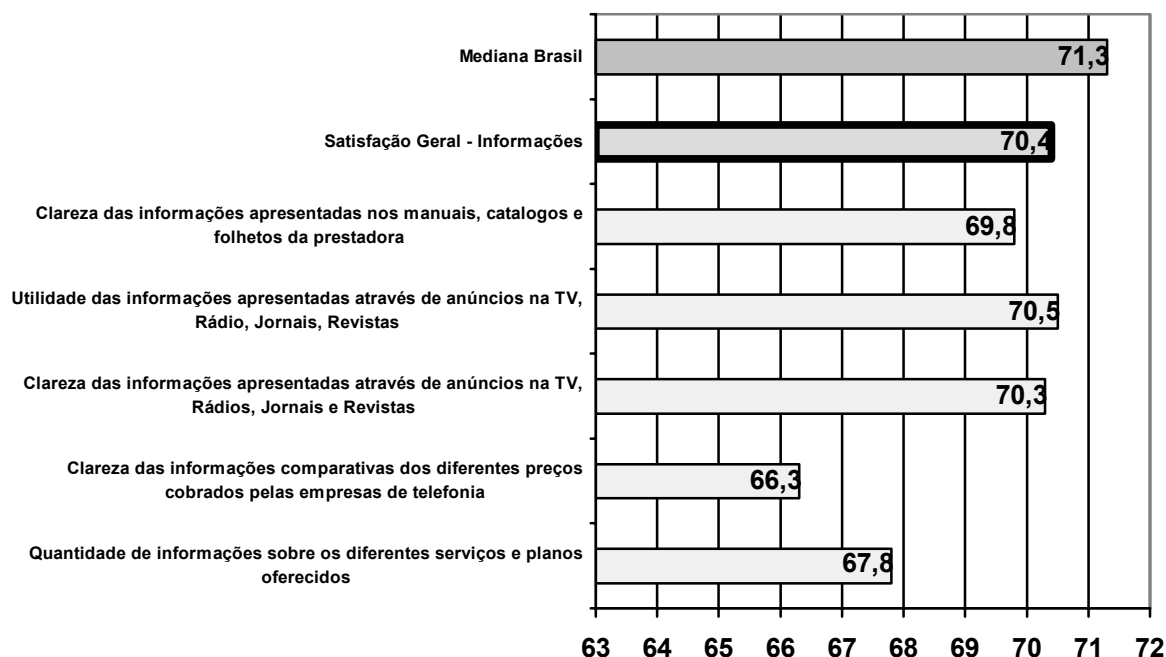 Mediana Brasil
71,3
Satisfação Geral - Informações
70,4
Clareza das informações apresentadas nos manuais, catalogos e
folhetos da prestadora
69,8
Utilidade das informações apresentadas através de anúncios na TV,
Rádio, Jornais, Revistas
70,5
Clareza das informações apresentadas através de anúncios na TV,
Rádios, Jornais e Revistas
70,3
Clareza das informações comparativas dos diferentes preços
cobrados pelas empresas de telefonia
66,3
Quantidade de informações sobre os diferentes serviços e planos
oferecidos
67,8
63 64 65 66 67 68 69 70 71 72